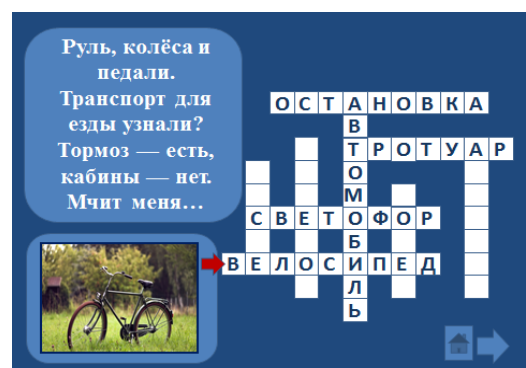 Руль, колёса и
педали.
Транспорт для
езды узнали?
Тормоз — есть,
кабины — нет.
Мчит меня…
ОСТАНОВКА
АВТОМОБИЛЬ
ТРОТУАР
СВЕТОФОР
ВЕЛОСИПЕД